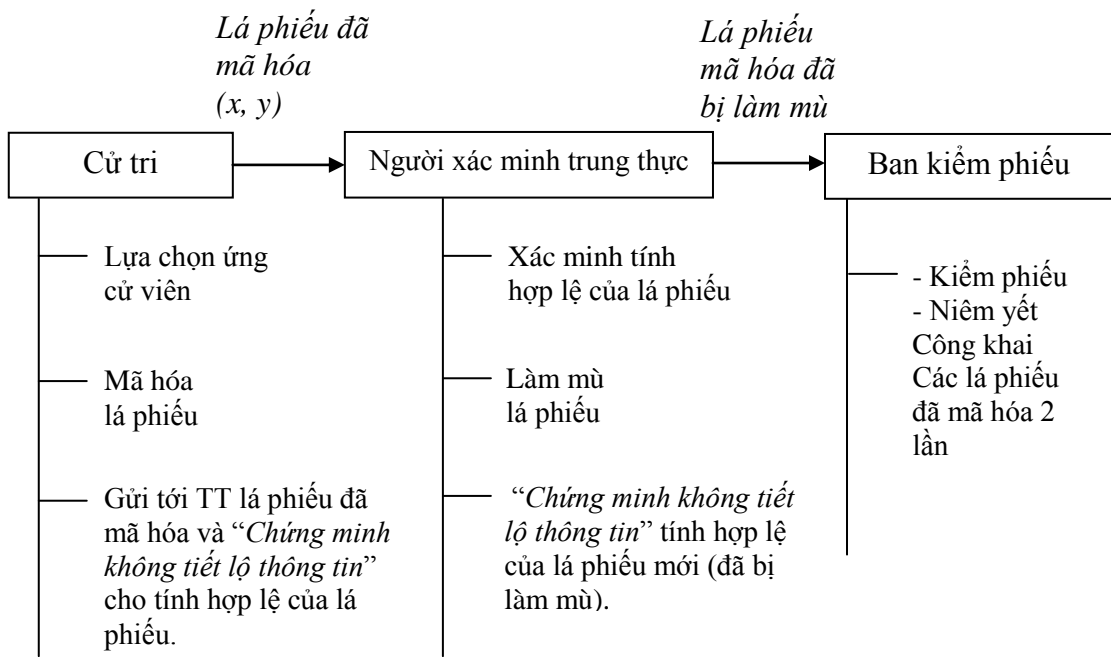 Lá phiếu đã
mã hóa
(x, y)
Lá phiếu
mã hóa đã
bị làm mù
Cử tri
Người xác minh trung thực
Ban kiểm phiếu
Lựa chọn ứng
cử viên
Mã hóa
lá phiếu
Gửi tới TT lá phiếu đã
mã hóa và “Chứng minh
không tiết lộ thông tin”
cho tính hợp lệ của lá
phiếu.
Xác minh tính
hợp lệ của lá phiếu
Làm mù
lá phiếu
“Chứng minh không tiết
lộ thông tin” tính hợp lệ
của lá phiếu mới (đã bị
làm mù).
- Kiểm phiếu
- Niêm yết
Công khai
Các lá phiếu
đã mã hóa 2
lần